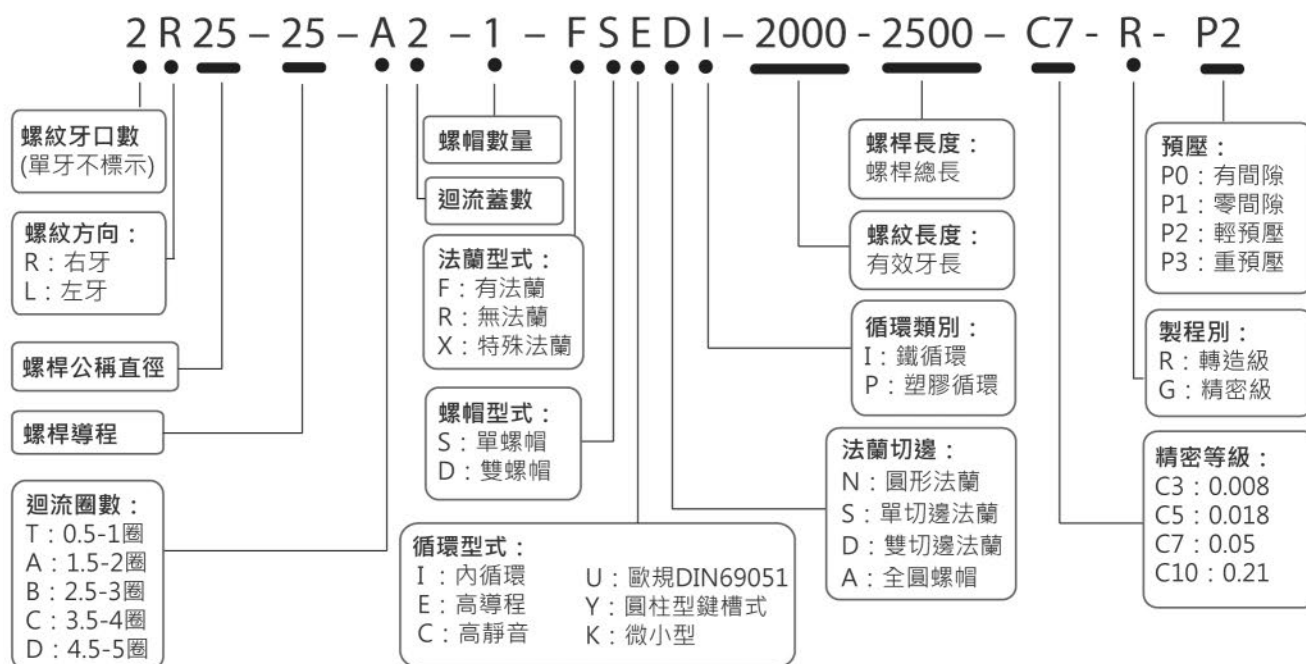 2 R 25 – 25 – A 2 – 1 – F S E D I – 2000 - 2500 – C7 - R - P2
螺紋牙口數
(單牙不標示)
螺紋方向：
R：右牙
L：左牙
螺桿公稱直徑
螺桿導程
迴流圈數：
T：0.5-1圈
A：1.5-2圈
B：2.5-3圈
C：3.5-4圈
D：4.5-5圈
螺帽數量
迴流蓋數
法蘭型式：
F：有法蘭
R：無法蘭
X：特殊法蘭
螺帽型式：
S：單螺帽
D：雙螺帽
循環型式：
I：內循環
E：高導程
C：高靜音
U：歐規DIN69051
Y：圓柱型鍵槽式
K：微小型
螺桿長度：
螺桿總長
螺紋長度：
有效牙長
循環類別：
I：鐵循環
P：塑膠循環
法蘭切邊：
N：圓形法蘭
S：單切邊法蘭
D：雙切邊法蘭
A：全圓螺帽
預壓：
P0：有間隙
P1：零間隙
P2：輕預壓
P3：重預壓
製程別：
R：轉造級
G：精密級
精密等級：
C3：0.008
C5：0.018
C7：0.05
C10：0.21